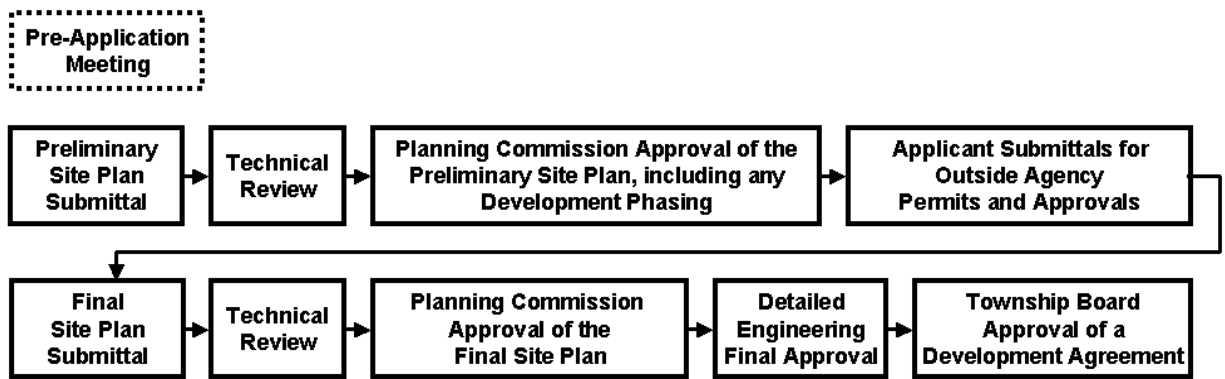 Pre-Application
Meeting
Preliminary
Site Plan
Submittal
Technical
Review
Planning Commission Approval of the
Preliminary Site Plan, including any
Development Phasing
Applicant Submittals for
Outside Agency
Permits and Approvals
Final
Site Plan
Submittal
Technical
Review
Planning Commission
Approval of the
Final Site Plan
Detailed
Engineering
Final Approval
Township Board
Approval of a
Development Agreement